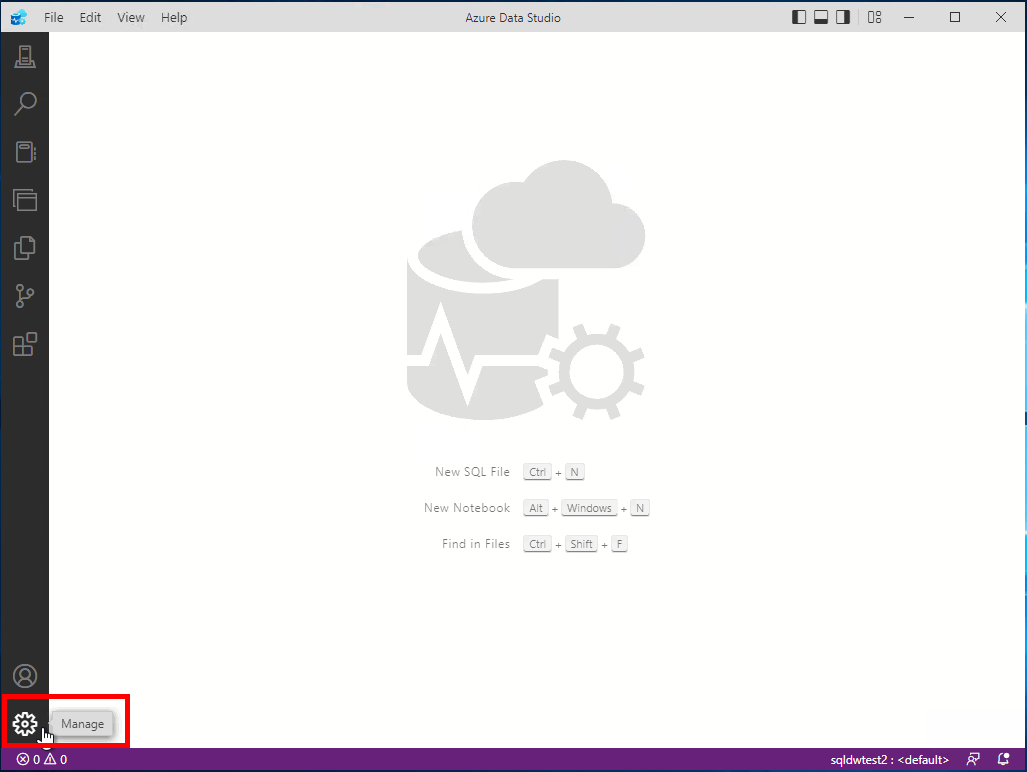 File Edit View Help Azure Data Studio
New SQL File Ctrl + N
New Notebook Alt + Windows + N
Find in Files Ctrl + Shift + F
Manage
0 0 sqldwtest2 : <default>